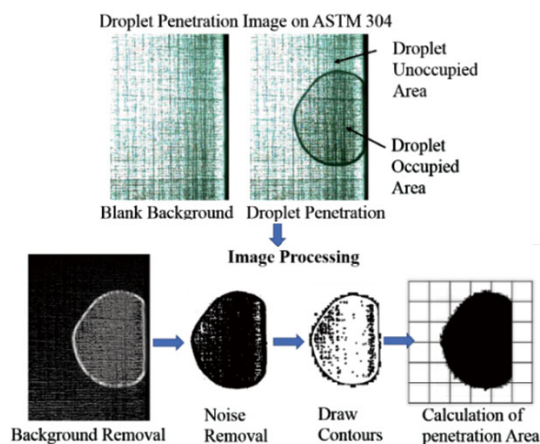 Droplet Penetration Image on ASTM 304
Droplet
Unoccupied
Area
Droplet
Occupied
Area
Blank Background
Droplet Penetration
Image Processing
Background Removal
Noise
Removal
Draw
Contours
Calculation of
penetration Area